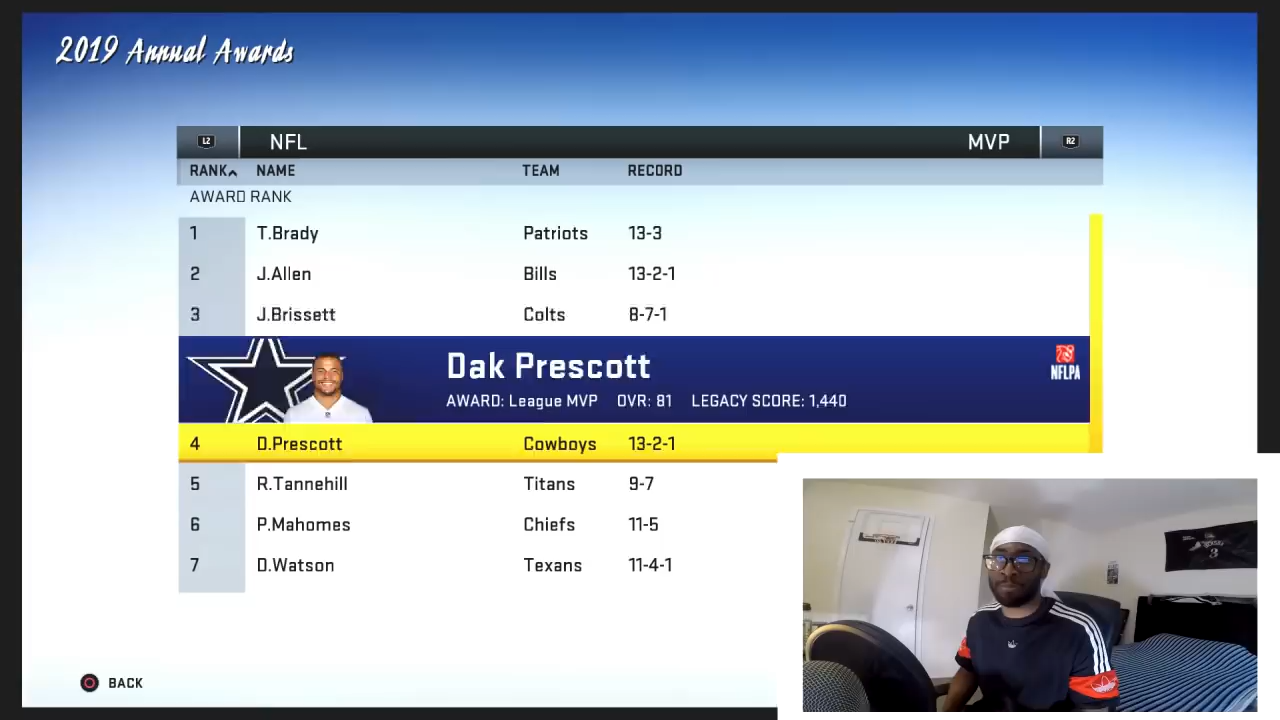 2019 Annual Awards
L2 NFL MVP R2
RANK NAME TEAM RECORD
AWARD RANK
1 T.Brady Patriots 13-3
2 J.Allen Bills 13-2-1
3 J.Brissett Colts 8-7-1
Dak Prescott
NFLPA
AWARD: League MVP OVR: 81 LEGACY SCORE: 1,440
4 D.Prescott Cowboys 13-2-1
5 R.Tannehill Titans 9-7
6 P.Mahomes Chiefs 11-5
7 D.Watson Texans 11-4-1
3
BACK